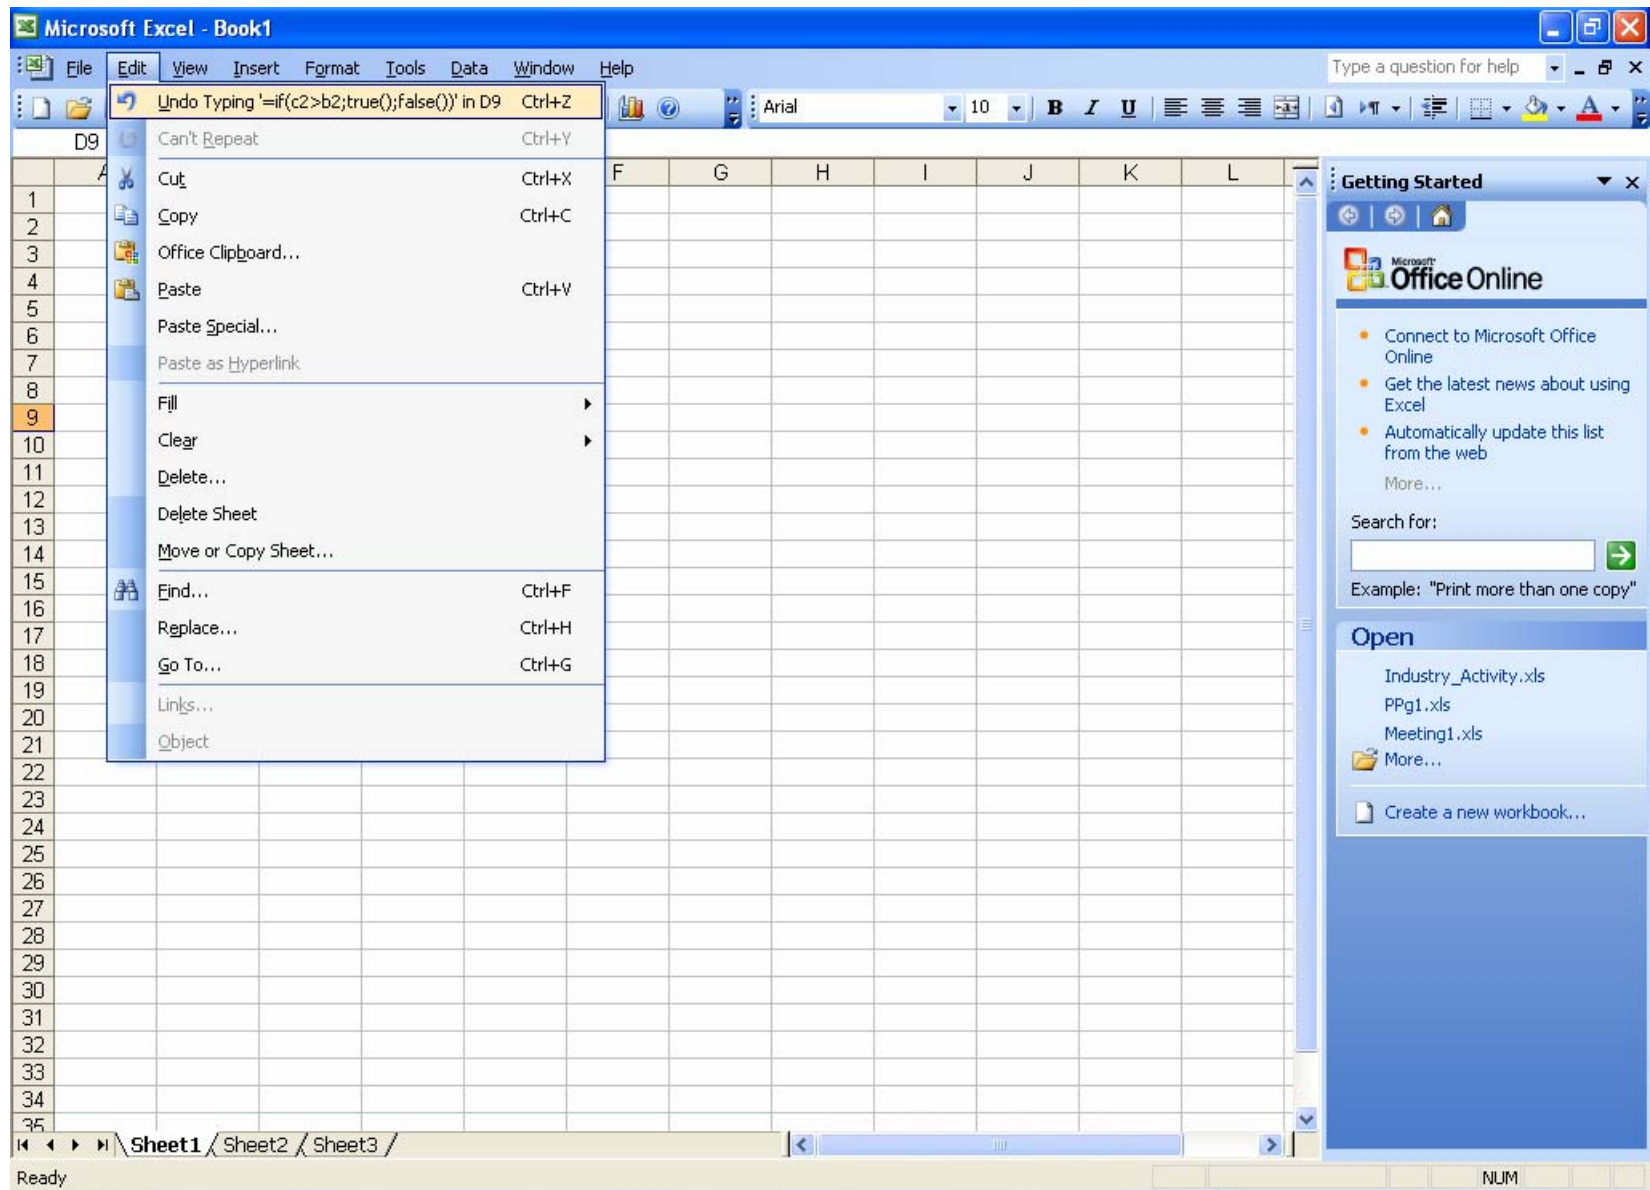 Microsoft Excel - Book1
File Edit View Insert Format Tools Data Window Help Type a question for help
Undo Typing '=if(c2>b2;true();false())' in D9 Ctrl+Z
Arial 10 B I U A
D9
Can't Repeat Ctrl+Y
Cut Ctrl+X
Copy Ctrl+C
Office Clipboard...
Paste Ctrl+V
Paste Special...
Paste as Hyperlink
Fill
Clear
Delete...
Delete Sheet
Move or Copy Sheet...
Find... Ctrl+F
Replace... Ctrl+H
Go To... Ctrl+G
Links...
Object
F G H I J K L
1
2
3
4
5
6
7
8
9
10
11
12
13
14
15
16
17
18
19
20
21
22
23
24
25
26
27
28
29
30
31
32
33
34
35
Getting Started
Microsoft
Office Online
Connect to Microsoft Office
Online
Get the latest news about using
Excel
Automatically update this list
from the web
More...
Search for:
Example: "Print more than one copy"
Open
Industry_Activity.xls
PPg1.xls
Meeting1.xls
More...
Create a new workbook...
Sheet1 Sheet2 Sheet3
Ready NUM